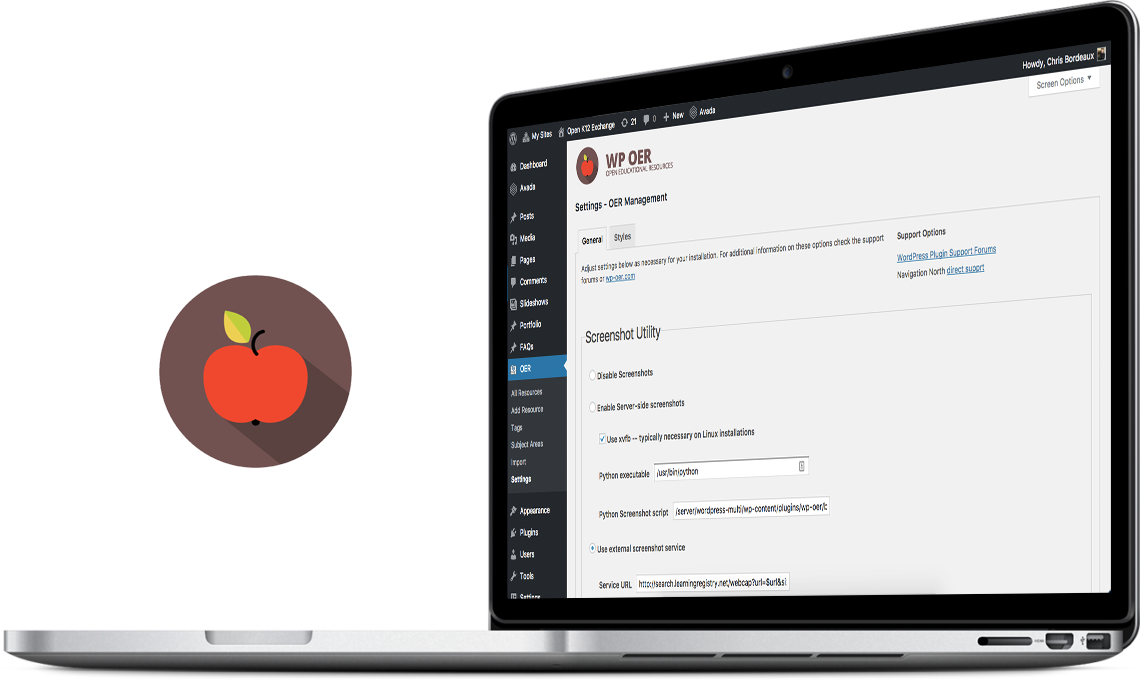 Howdy, Chris Bordeaux
My Sites Open K12 Exchange 21 0 + New Avada
Screen Options ▼
Dashboard
Avada
Posts
Media
Pages
Comments
Slideshows
Portfolio
FAQs
OER
All Resources
Add Resource
Tags
Subject Areas
Import
Settings
Appearance
Plugins
Users
Tools
Settings
WP OER
OPEN EDUCATIONAL RESOURCES
Settings - OER Management
General Styles
Adjust settings below as necessary for your installation. For additional information on these options check the support
forums or wp-oer.com
Support Options
WordPress Plugin Support Forums
Navigation North direct supprt
Screenshot Utility
Disable Screenshots
Enable Server-side screenshots
Use xvfb -- typically necessary on Linux installations
Python executable /usr/bin/python
Python Screenshot script /server/wordpress-multi/wp-content/plugins/wp-oer/b
Use external screenshot service
Service URL http://search.learningregistry.net/webcap?url=$url&si